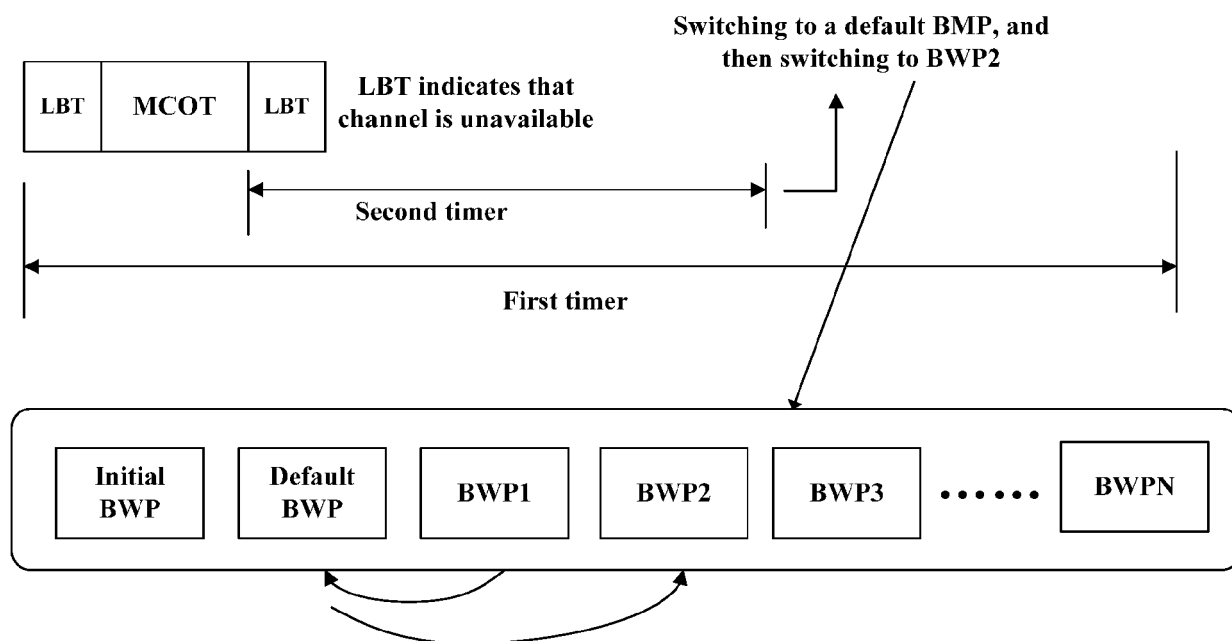 Switching to a default BMP, and
then switching to BWP2
LBT
MCOT
LBT
LBT indicates that
channel is unavailable
Second timer
First timer
Initial
BWP
Default
BWP
BWP1
BWP2
BWP3
......
BWPN